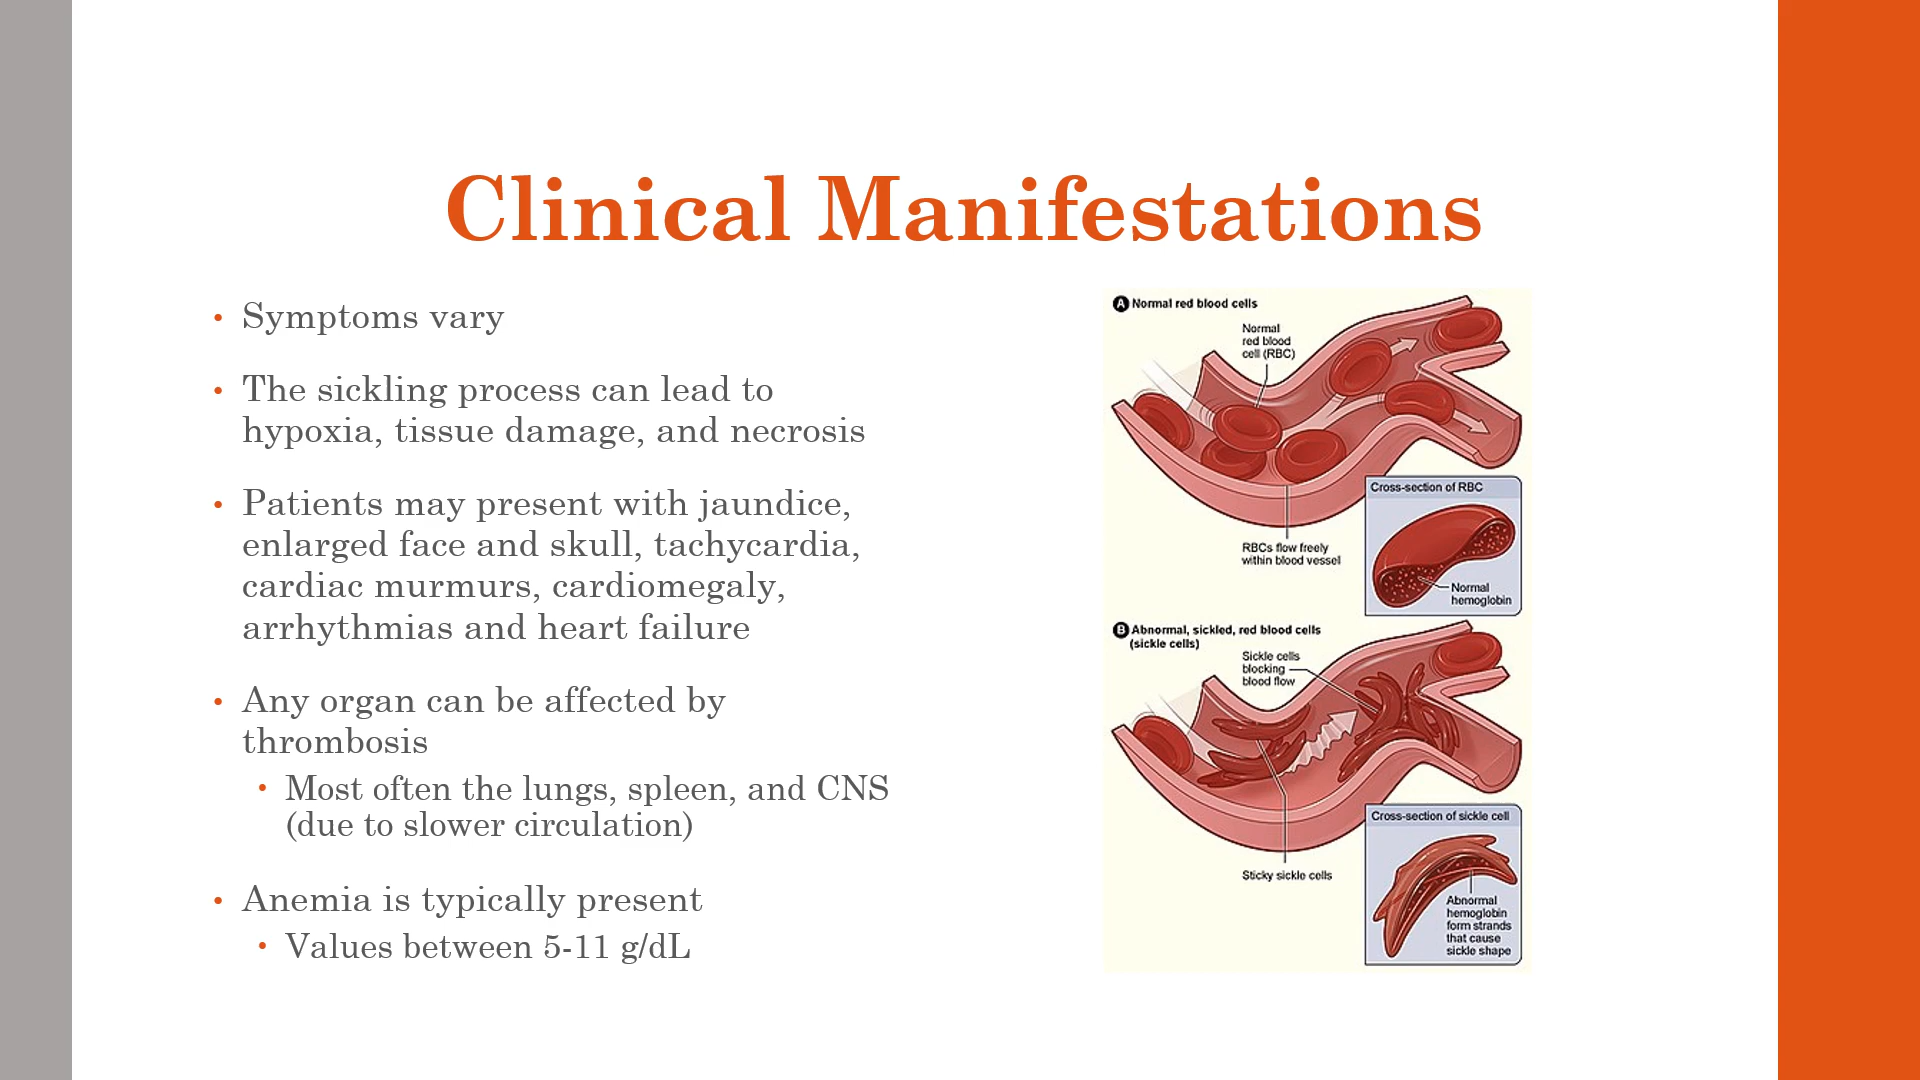 Clinical Manifestations
• Symptoms vary
• The sickling process can lead to
hypoxia, tissue damage, and necrosis
• Patients may present with jaundice,
enlarged face and skull, tachycardia,
cardiac murmurs, cardiomegaly,
arrhythmias and heart failure
• Any organ can be affected by
thrombosis
• Most often the lungs, spleen, and CNS
(due to slower circulation)
• Anemia is typically present
• Values between 5-11 g/dL
A Normal red blood cells
Normal
red blood
cell (RBC)
Cross-section of RBC
RBCs flow freely
within blood vessel
Normal
hemoglobin
B Abnormal, sickled, red blood cells
(sickle cells)
Sickle cells
blocking
blood flow
Cross-section of sickle cell
Sticky sickle cells
Abnormal
hemoglobin
form strands
that cause
sickle shape